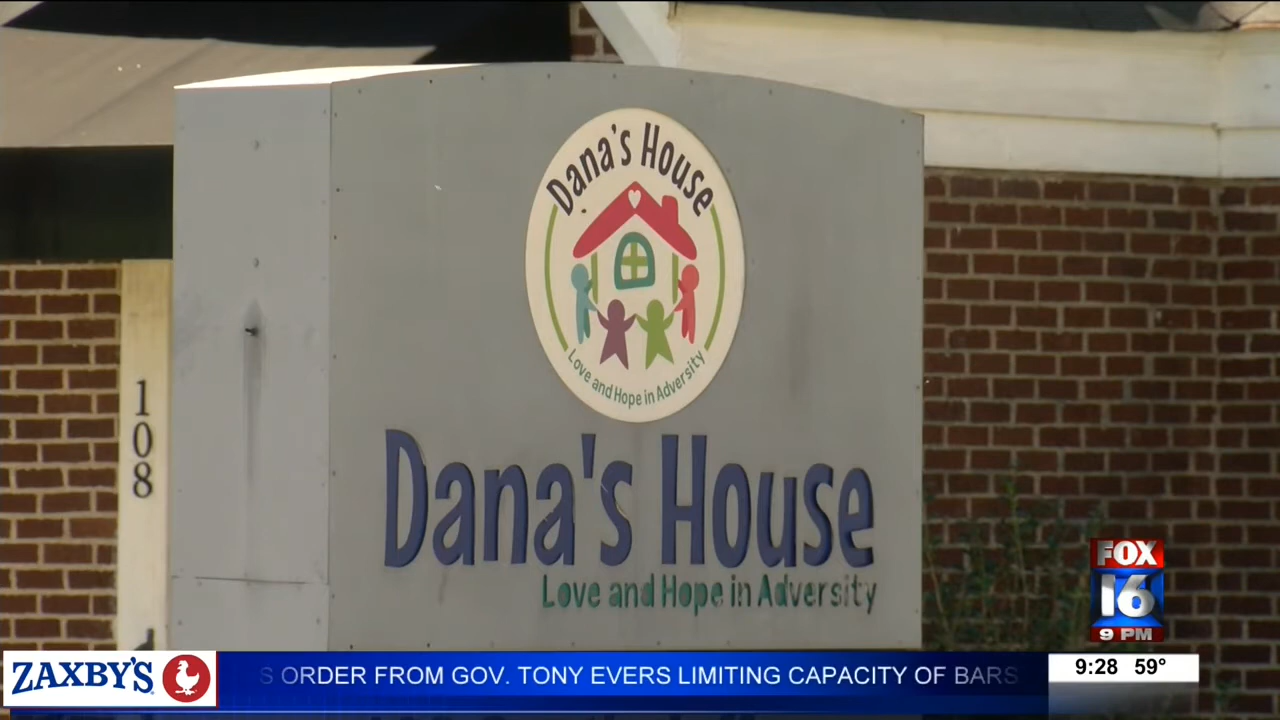 Dana's House
Love and Hope in Adversity
Dana's House
Love and Hope in Adversity
108
FOX
16
9 PM
ZAXBY'S
S ORDER FROM GOV. TONY EVERS LIMITING CAPACITY OF BARS
9:28 59°